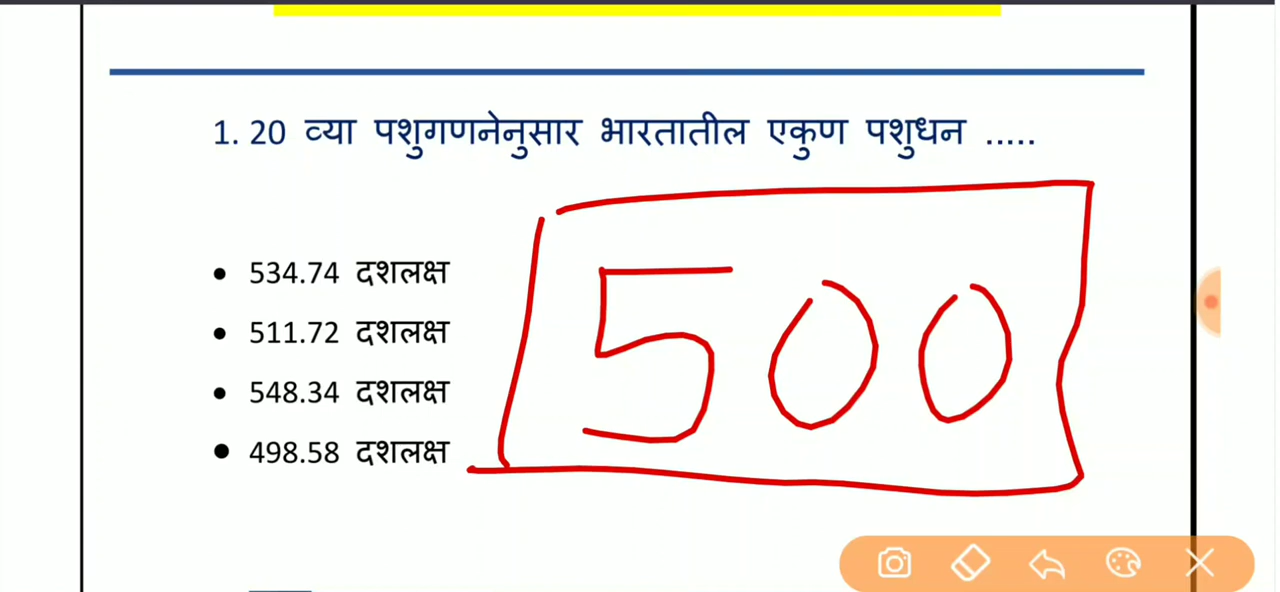 1. 20 व्या पशुगणनेनुसार भारतातील एकुण पशुधन .....
• 534.74 दशलक्ष
• 511.72 दशलक्ष
• 548.34 दशलक्ष
• 498.58 दशलक्ष
500